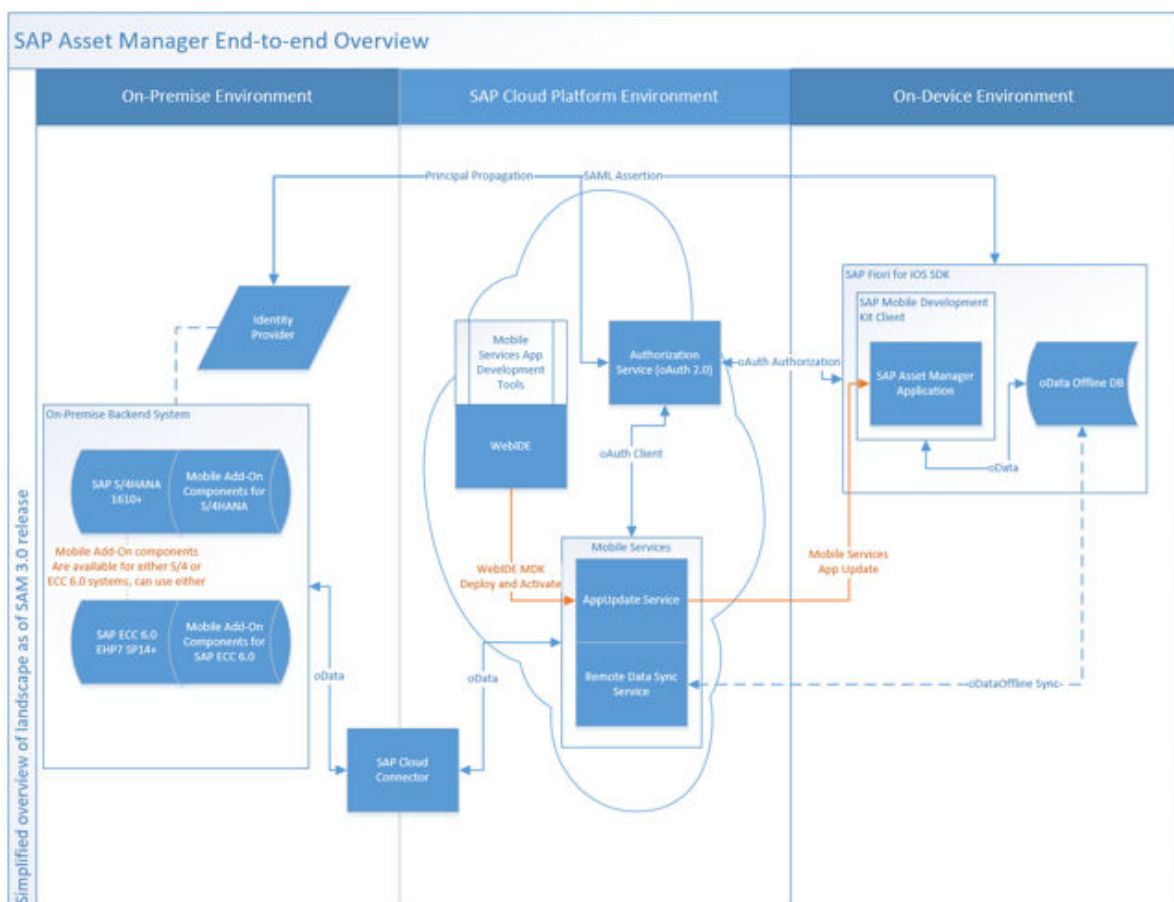 SAP Asset Manager End-to-end Overview
On-Premise Environment
SAP Cloud Platform Environment
On-Device Environment
Principal Propagation
SAML Assertion
Identity
Provider
Mobile
Services App
Development
Tools
WebIDE
Authorization
Service (oAuth 2.0)
oAuth Authorization
oAuth Client
SAP Fiori for iOS SDK
SAP Mobile Development
Kit Client
SAP Asset Manager
Application
oData Offline DB
oData
On-Premise Backend System
SAP S/4HANA
1610+
Mobile Add-On
Components for
S/4HANA
Mobile Add-On components
Are available for either S/4 or
ECC 6.0 systems, can use either
SAP ECC 6.0
EHP7 SP14+
Mobile Add-On
Components for
SAP ECC 6.0
oData
WebIDE MDK
Deploy and Activate
Mobile Services
AppUpdate Service
Remote Data Sync
Service
Mobile Services
App Update
oData
oDataOffline Sync
SAP Cloud
Connector
Simplified overview of landscape as of SAM 3.0 release